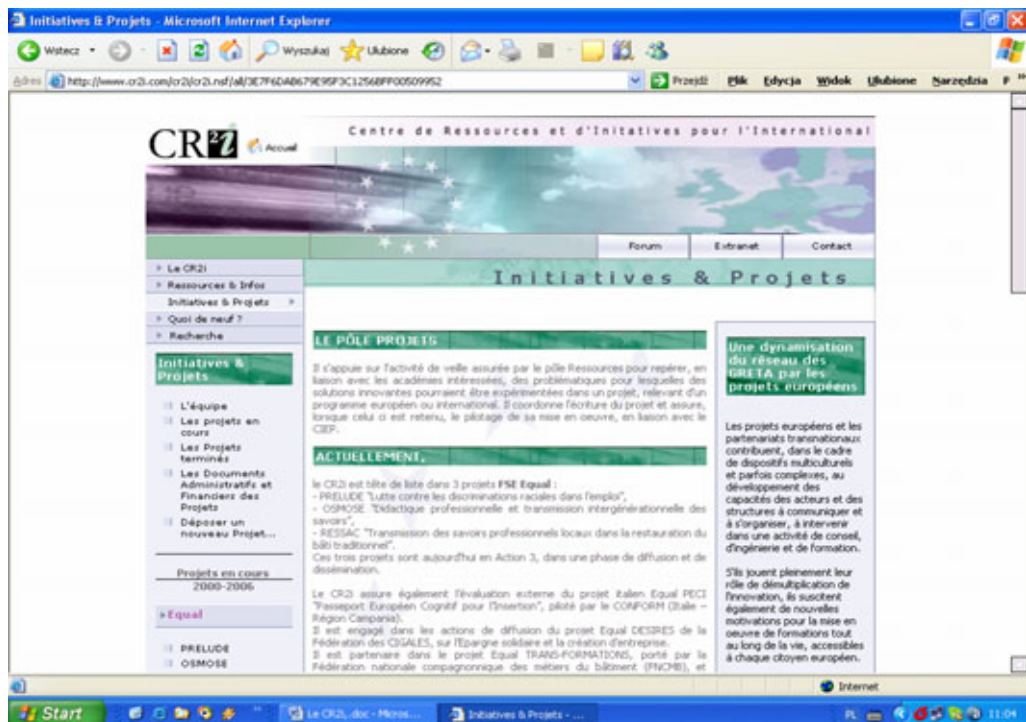 Initiatives & Projets - Microsoft Internet Explorer
Wstecz
Wyszukaj
Ulubione
Adres
http://www.cr2i.com/cr2i/cr2i.nsf/all/
Przejdź
Plik Edycja Widok Ulubione Narzędzia P »
CR2i
Accueil
Centre de Ressources et d'Initatives pour l'International
Forum
Extranet
Contact
Le CR2i
Ressources & Infos
Initiatives & Projets
Quoi de neuf ?
Recherche
Initiatives & Projets
Initiatives &
Projets
L'équipe
Les projets en
cours
Les Projets
terminés
Les Documents
Administratifs et
Financiers des
Projets
Déposer un
nouveau Projet...
Projets en cours
2000-2006
Equal
PRELUDE
OSMOSE
LE PÔLE PROJETS
Il s'appuie sur l'activité de veille assurée par le pôle Ressources pour repérer, en
liaison avec les académies intéressées, des problématiques pour lesquelles des
solutions innovantes pourraient être expérimentées dans un projet, relevant d'un
programme européen ou international. Il coordonne l'écriture du projet et assure,
lorsque celui ci est retenu, le pilotage de sa mise en oeuvre, en liaison avec le
CIEP.
ACTUELLEMENT,
le CR2i est tête de liste dans 3 projets FSE Equal :
- PRELUDE "Lutte contre les discriminations raciales dans l'emploi",
- OSMOSE "Didactique professionnelle et transmission intergénérationnelle des
savoirs",
- RESSAC "Transmission des savoirs professionnels locaux dans la restauration du
bâti traditionnel".
Ces trois projets sont aujourd'hui en Action 3, dans une phase de diffusion et de
dissémination.
Le CR2i assure également l'évaluation externe du projet italien Equal PECI
"Passeport Européen Cognitif pour l'Insertion", piloté par le CONFORM (Italie –
Région Campania).
Il est engagé dans les actions de diffusion du projet Equal DESIRES de la
Fédération des CIGALES, sur l'Epargne solidaire et la création d'entreprise.
Il est partenaire dans le projet Equal TRANS-FORMATIONS, porté par la
Fédération nationale compagnonnique des métiers du bâtiment (FNCMB), et
Une dynamisation
du réseau des
GRETA par les
projets européens
Les projets européens et les
partenariats transnationaux
contribuent, dans le cadre
de dispositifs multiculturels
et parfois complexes, au
développement des
capacités des acteurs et des
structures à communiquer et
à s'organiser, à intervenir
dans une activité de conseil,
d'ingénierie et de formation.
S'ils jouent pleinement leur
rôle de démultiplication de
l'innovation, ils suscitent
également de nouvelles
motivations pour la mise en
oeuvre de formations tout
au long de la vie, accessibles
à chaque citoyen européen.
Internet
Start
Le CR2i,.doc - Micros...
Initiatives & Projets - ...
PL
11:04